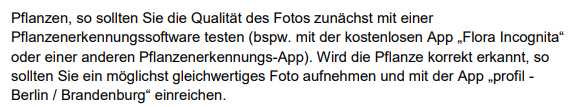 Pflanzen, so sollten Sie die Qualität des Fotos zunächst mit einer
Pflanzenerkennungssoftware testen (bspw. mit der kostenlosen App „Flora Incognita“
oder einer anderen Pflanzenerkennungs-App). Wird die Pflanze korrekt erkannt, so
sollten Sie ein möglichst gleichwertiges Foto aufnehmen und mit der App „profil -
Berlin / Brandenburg“ einreichen.